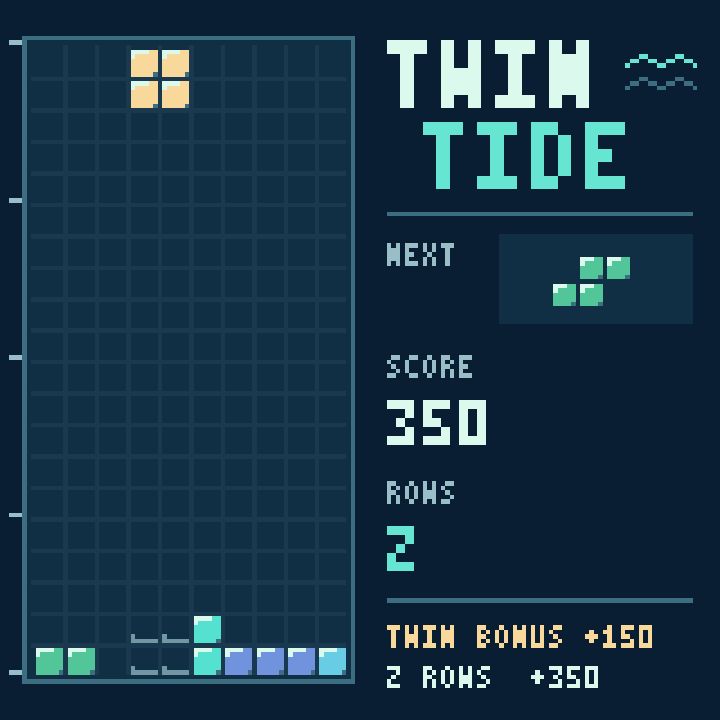 TWIN
TIDE
NEXT
SCORE
350
ROWS
2
TWIN BONUS +150
2 ROWS +350